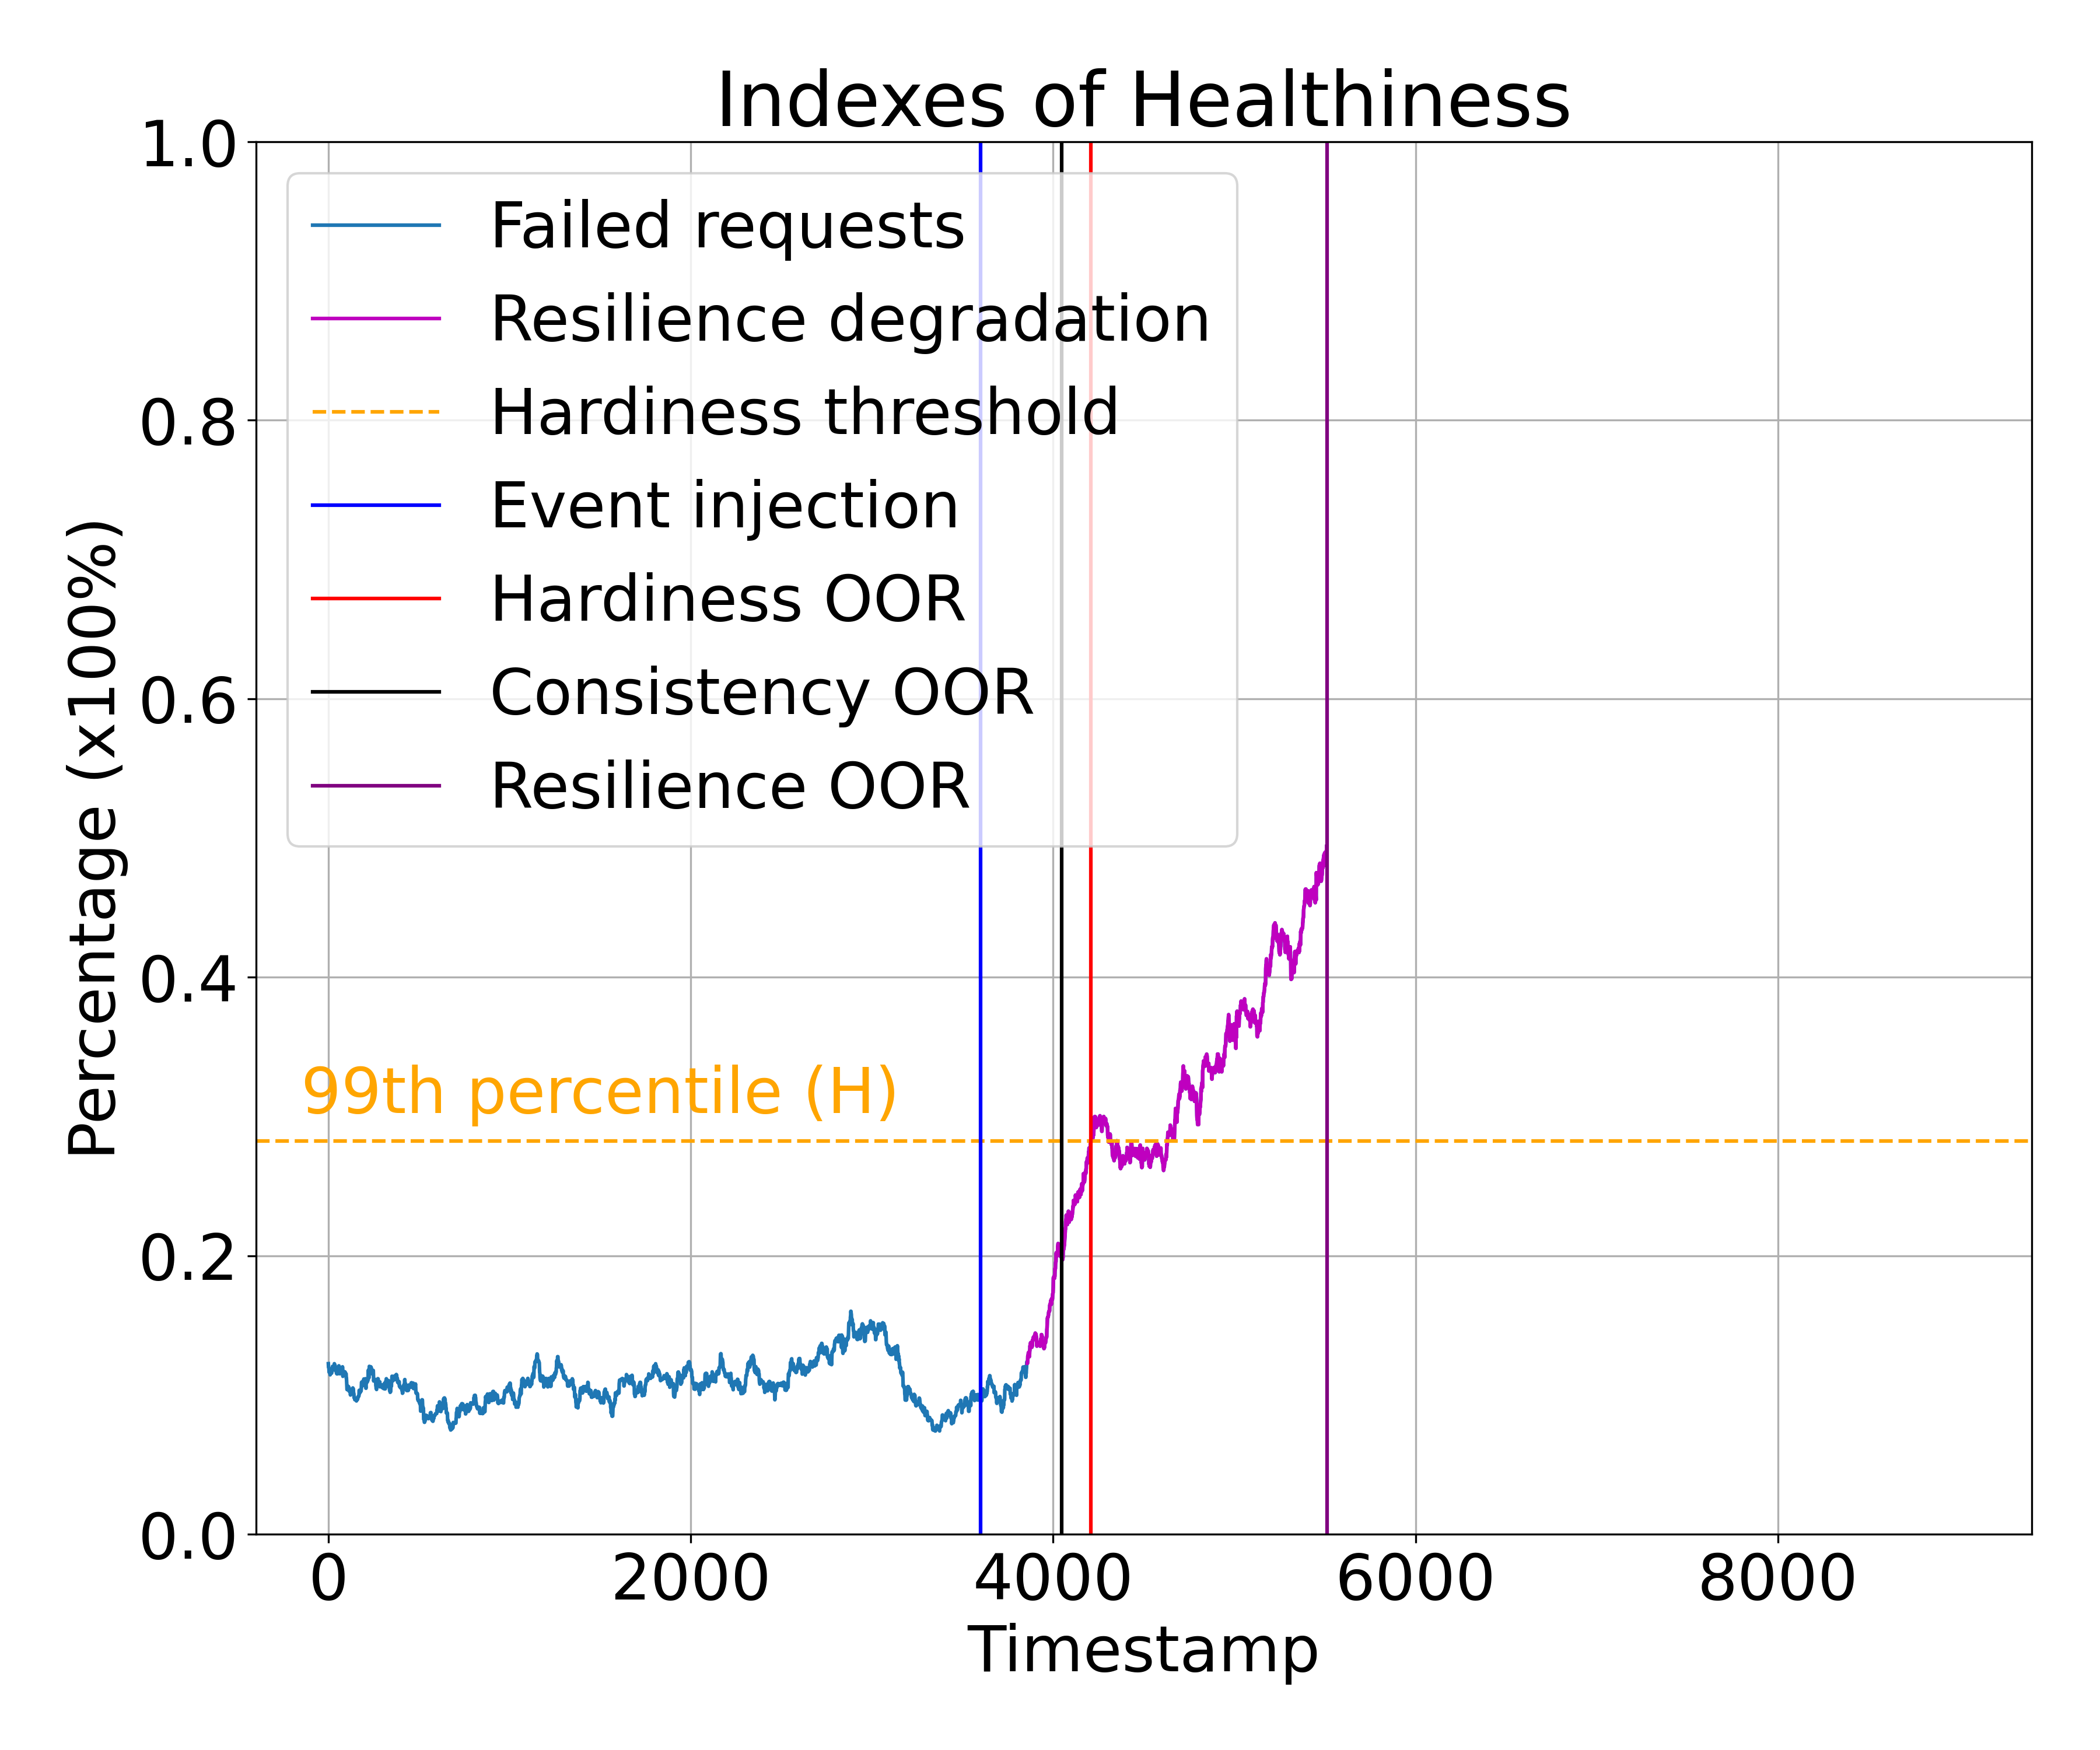 Indexes of Healthiness
1.0
0.8
0.6
0.4
0.2
0.0
Percentage (x100%)
Failed requests
Resilience degradation
Hardiness threshold
Event injection
Hardiness OOR
Consistency OOR
Resilience OOR
99th percentile (H)
0 2000 4000 6000 8000
Timestamp